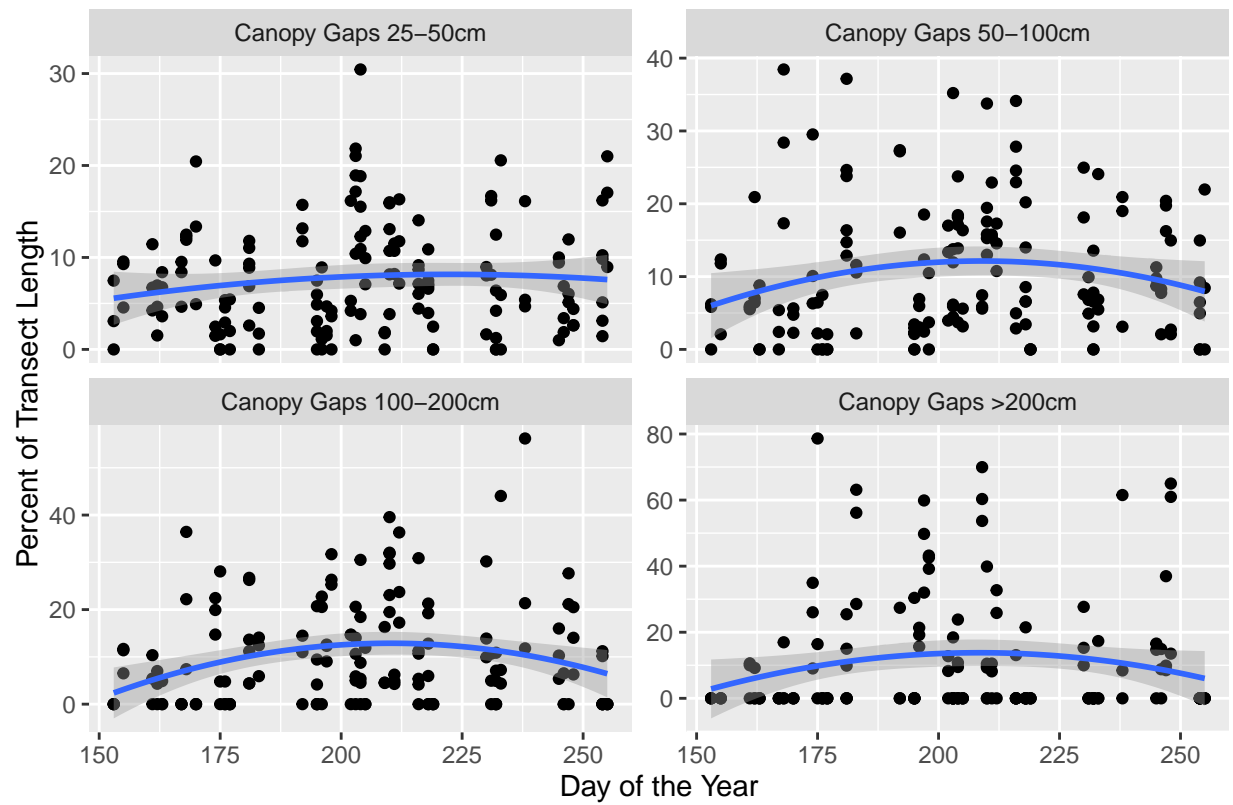 Canopy Gaps 25−50cm
Canopy Gaps 50−100cm
30
20
10
0
40
30
20
10
0
Canopy Gaps 100−200cm
Canopy Gaps >200cm
40
20
0
80
60
40
20
0
150 175 200 225 250
150 175 200 225 250
Percent of Transect Length
Day of the Year